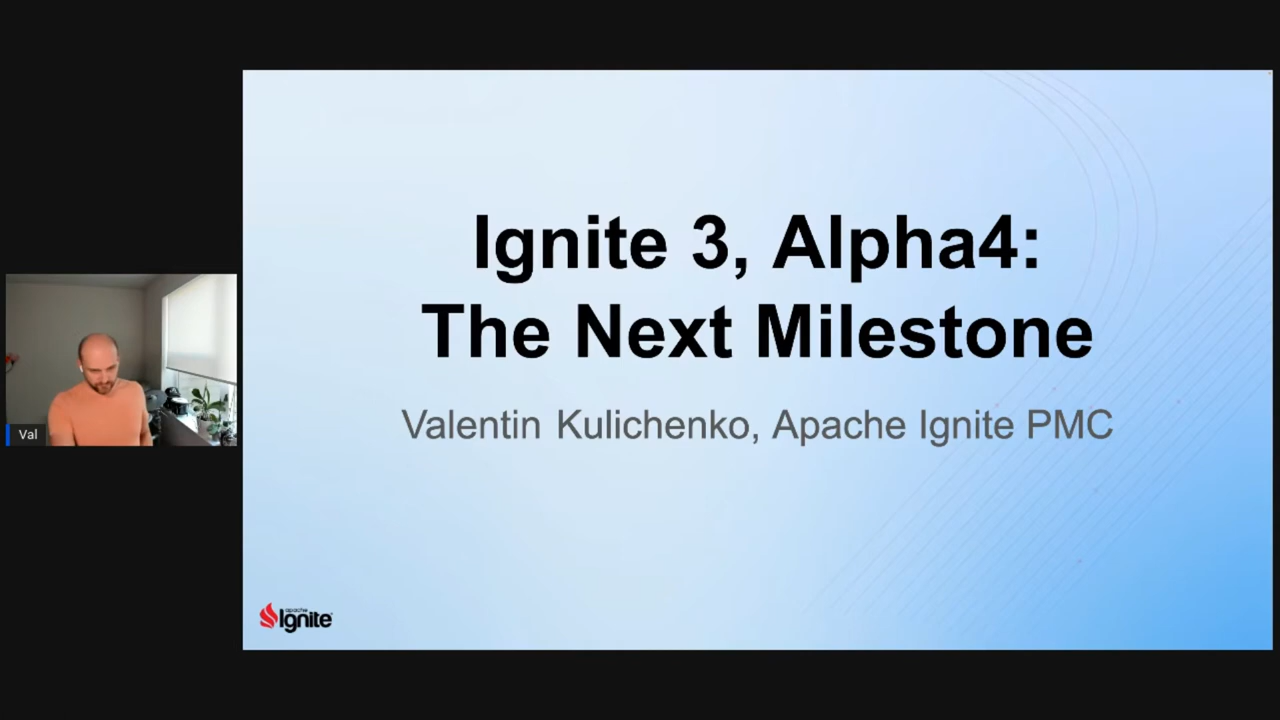 Ignite 3, Alpha4:
The Next Milestone
Valentin Kulichenko, Apache Ignite PMC
Val
APACHE
Ignite